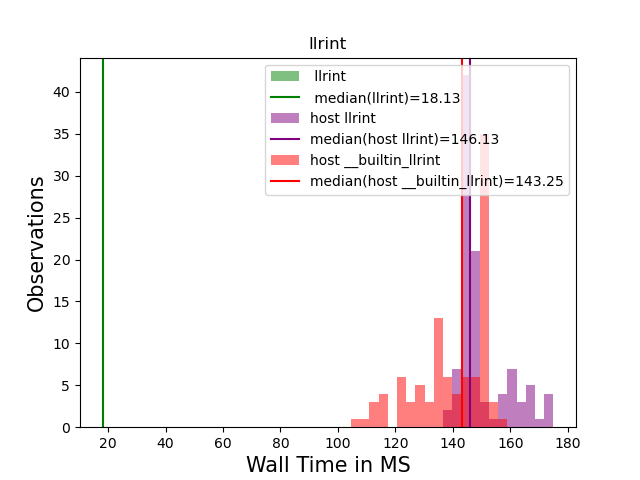 llrint
llrint
median(llrint)=18.13
host llrint
median(host llrint)=146.13
host __builtin_llrint
median(host __builtin_llrint)=143.25
Observations
40
35
30
25
20
15
10
5
0
20 40 60 80 100 120 140 160 180
Wall Time in MS